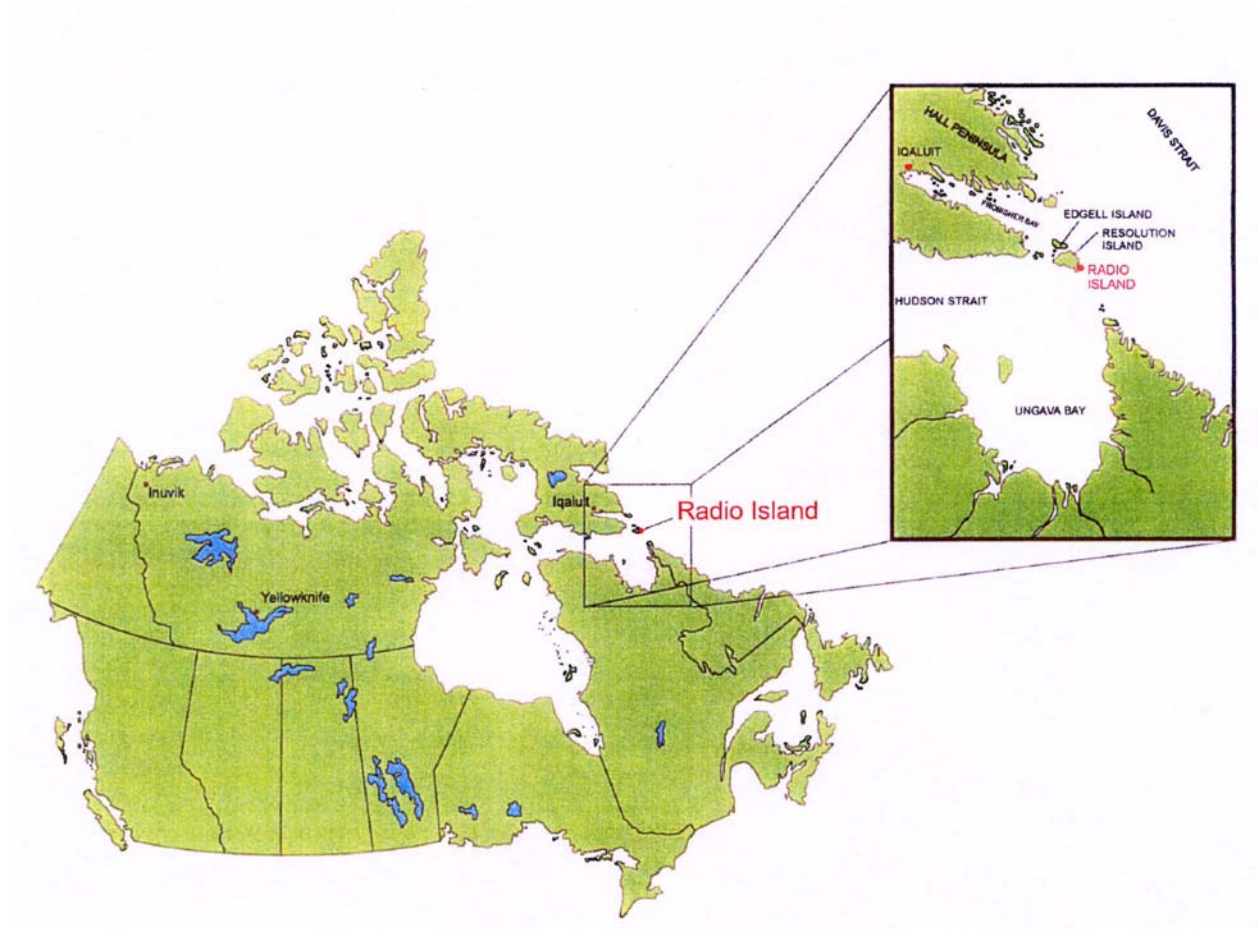 Inuvik
Yellowknife
Iqaluit
Radio Island
HALL PENINSULA
DAVIS STRAIT
IQALUIT
FROBISHER BAY
EDGELL ISLAND
RESOLUTION
ISLAND
RADIO
ISLAND
HUDSON STRAIT
UNGAVA BAY